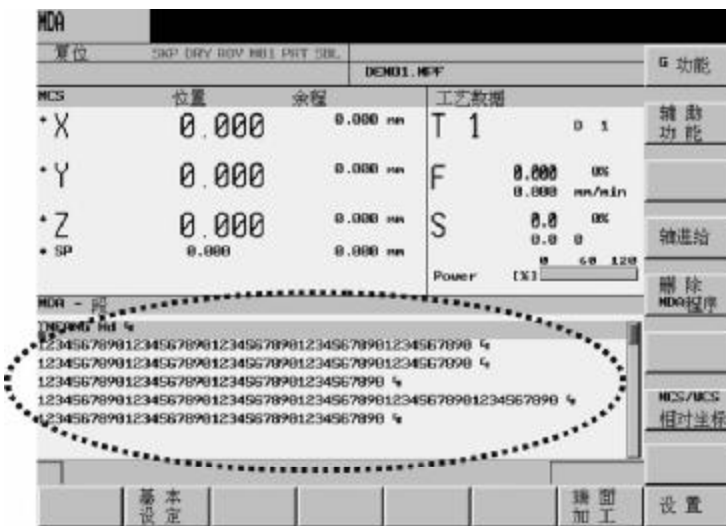 MDA
复位 SKP DRY ROV M01 PRT SBL
DEMO1.MPF
G 功能
MCS 位置 余程 工艺数据
+ X 0.000 0.000 mm T 1 D 1
辅助
功能
+ Y 0.000 0.000 mm F 0.000 0%
0.000 mm/min
+ Z 0.000 0.000 mm S 0.0 0%
+ SP 0.000 0.000 mm 0.0 0
轴进给
0 60 120
Power [%]
删除
MDA程序
MDA - 段
12345678901234567890123456789012345678901234567890
12345678901234567890123456789012345678901234567890
1234567890123456789012345678901234567890
MCS/WCS
相对坐标
123456789012345678901234567890123456789012345678901234567890
1234567890123456789012345678901234567890
基本
设定
端面
加工
设置